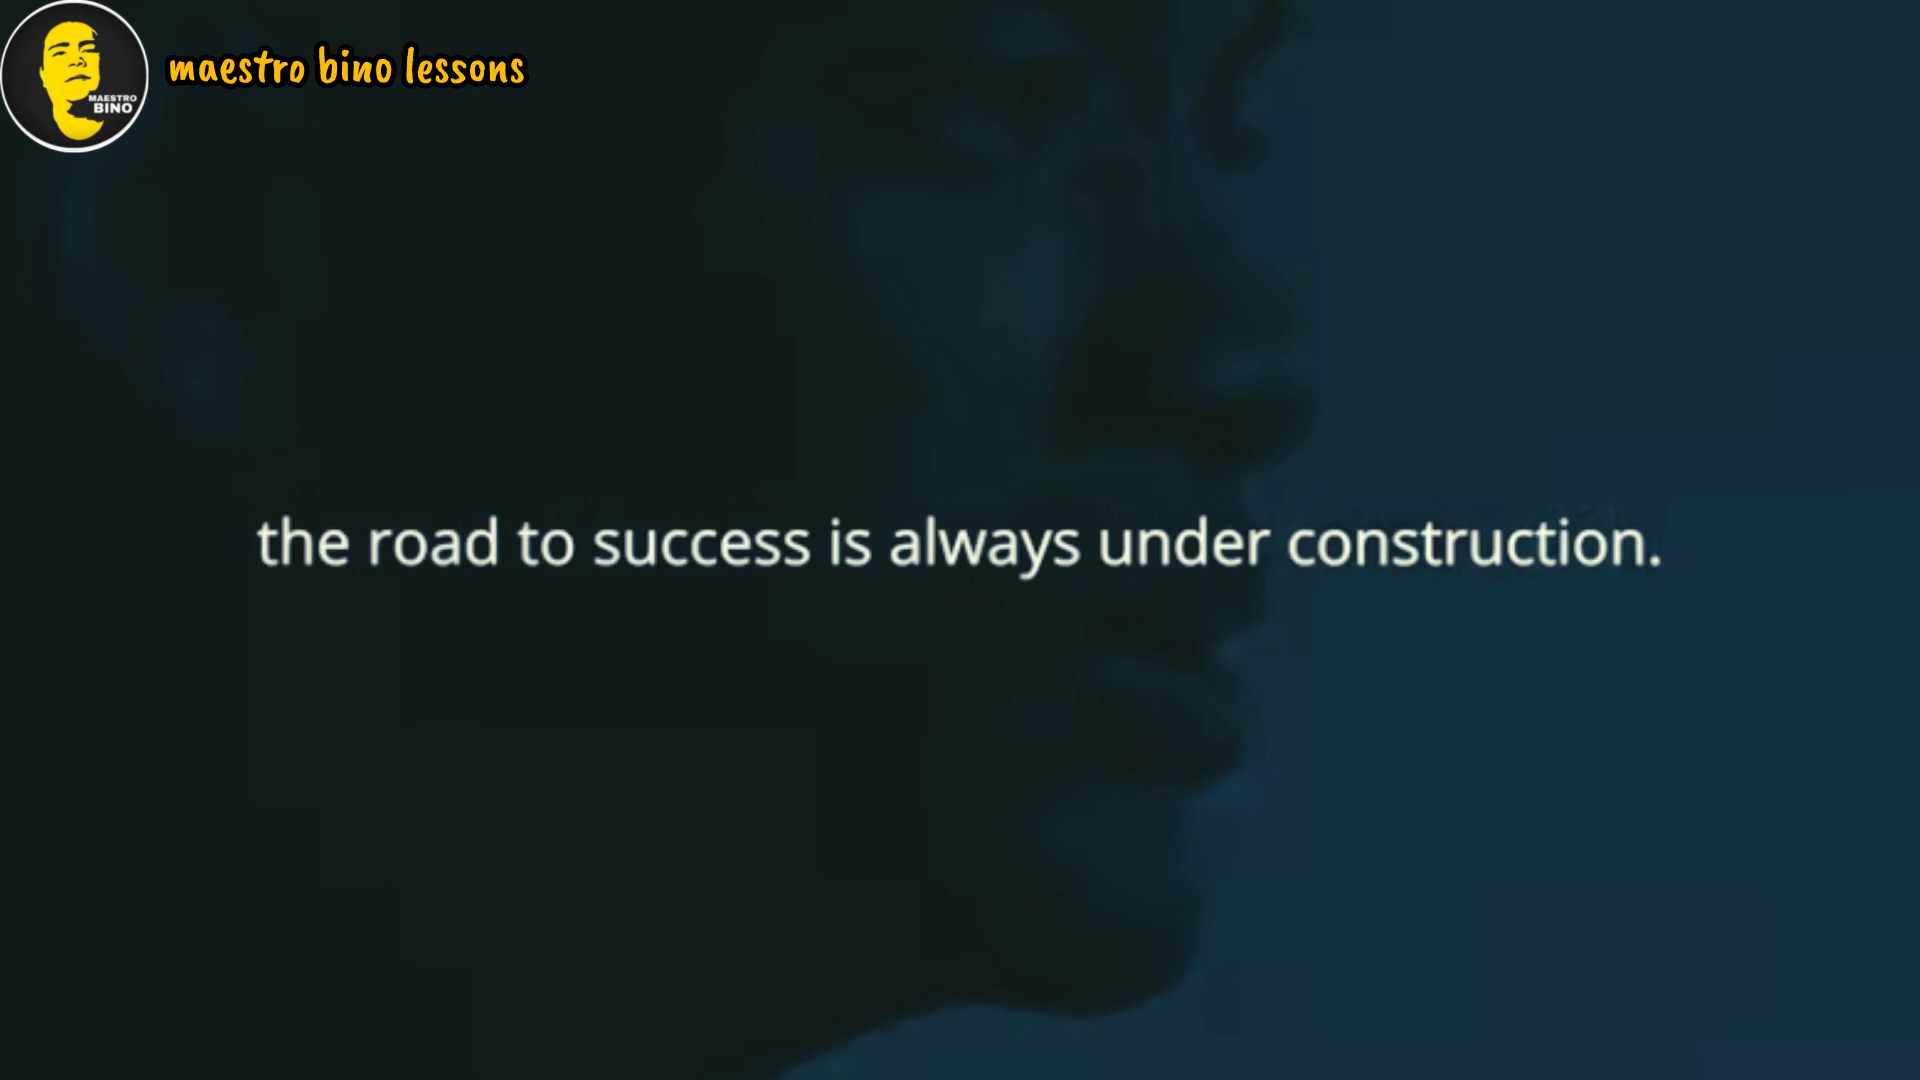 MAESTRO
BINO
maestro bino lessons
the road to success is always under construction.